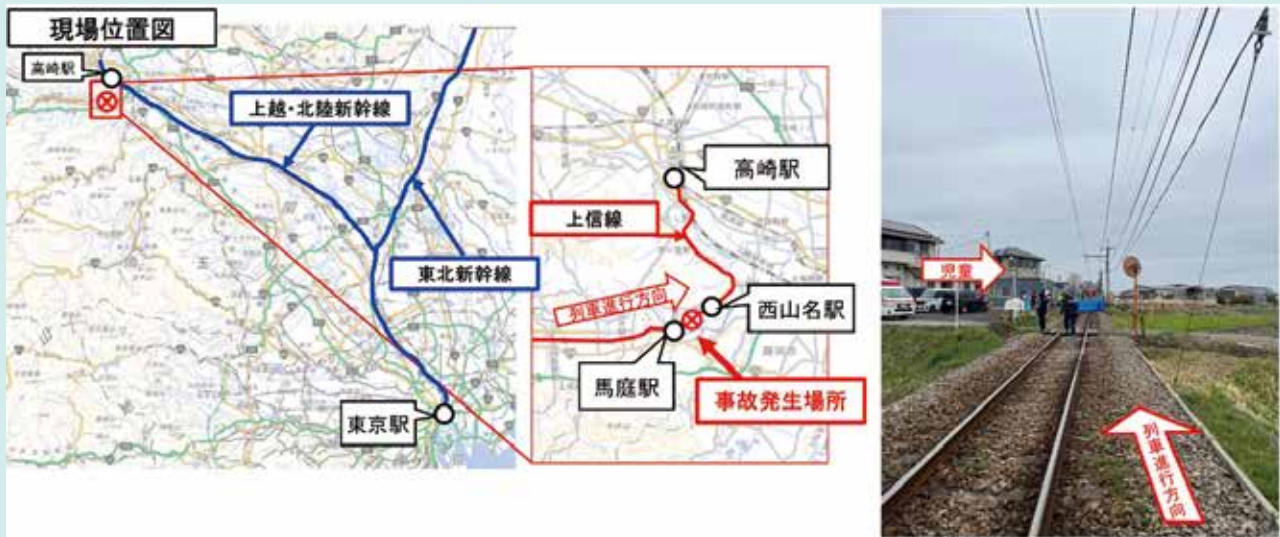 現場位置図
高崎駅
上越・北陸新幹線
東北新幹線
東京駅
高崎駅
上信線
列車進行方向
西山名駅
馬庭駅
事故発生場所
児童
列車進行方向